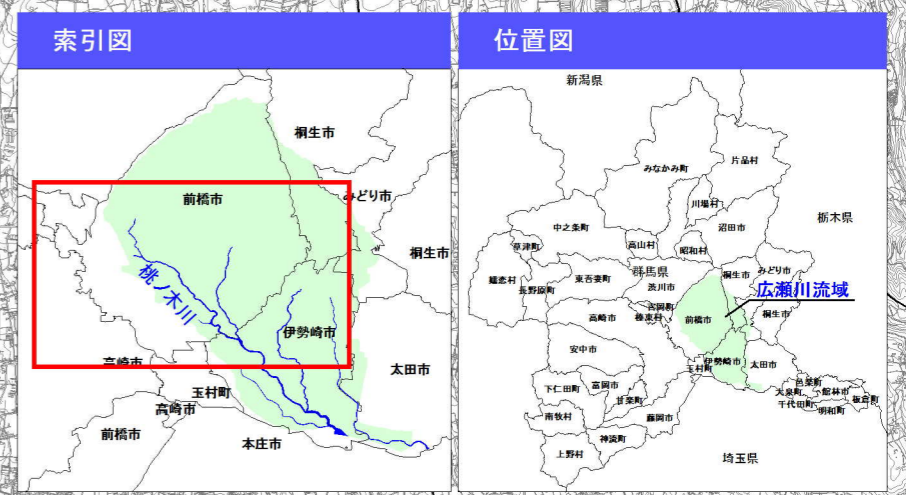 索引図
桐生市
みどり市
前橋市
桐生市
桃ノ木川
伊勢崎市
高崎市
太田市
玉村町
高崎市
前橋市
本庄市
位置図
新潟県
片品村
みなかみ町
川場村
栃木県
中之条町
沼田市
草津町
高山村
昭和村
群馬県
嬬恋村
東吾妻町
桐生市
みどり市
長野原町
渋川市
広瀬川流域
吉岡町
榛東村
高崎市
前橋市
桐生市
安中市
伊勢崎市
玉村町
太田市
下仁田町
富岡市
甘楽町
邑楽町
大泉町
館林市
板倉町
千代田町
明和町
南牧村
藤岡市
神流町
上野村
埼玉県